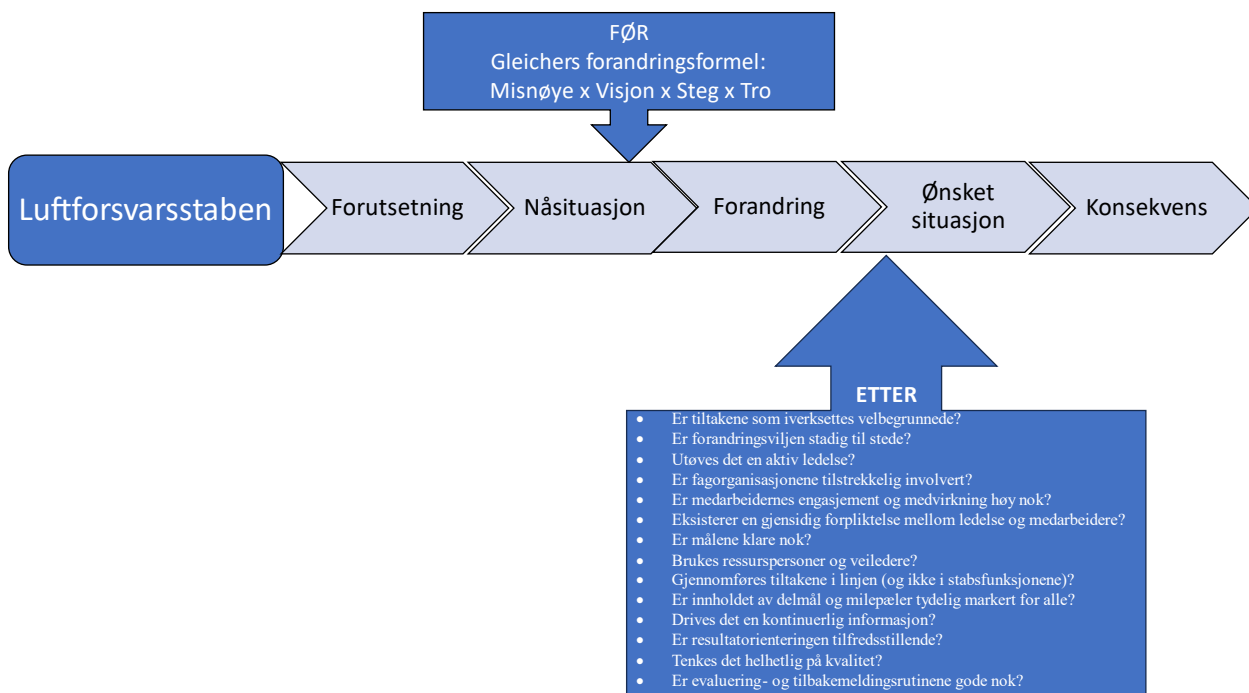 FØR
Gleichers forandringsformel:
Misnøye x Visjon x Steg x Tro
Luftforsvarsstaben
Forutsetning
Nåsituasjon
Forandring
Ønsket
situasjon
Konsekvens
ETTER
• Er tiltakene som iverksettes velbegrunnede?
• Er forandringsviljen stadig til stede?
• Utøves det en aktiv ledelse?
• Er fagorganisasjonene tilstrekkelig involvert?
• Er medarbeidernes engasjement og medvirkning høy nok?
• Eksisterer en gjensidig forpliktelse mellom ledelse og medarbeidere?
• Er målene klare nok?
• Brukes ressurspersoner og veiledere?
• Gjennomføres tiltakene i linjen (og ikke i stabsfunksjonene)?
• Er innholdet av delmål og milepæler tydelig markert for alle?
• Drives det en kontinuerlig informasjon?
• Er resultatorienteringen tilfredsstillende?
• Tenkes det helhetlig på kvalitet?
• Er evaluering- og tilbakemeldingsrutinene gode nok?